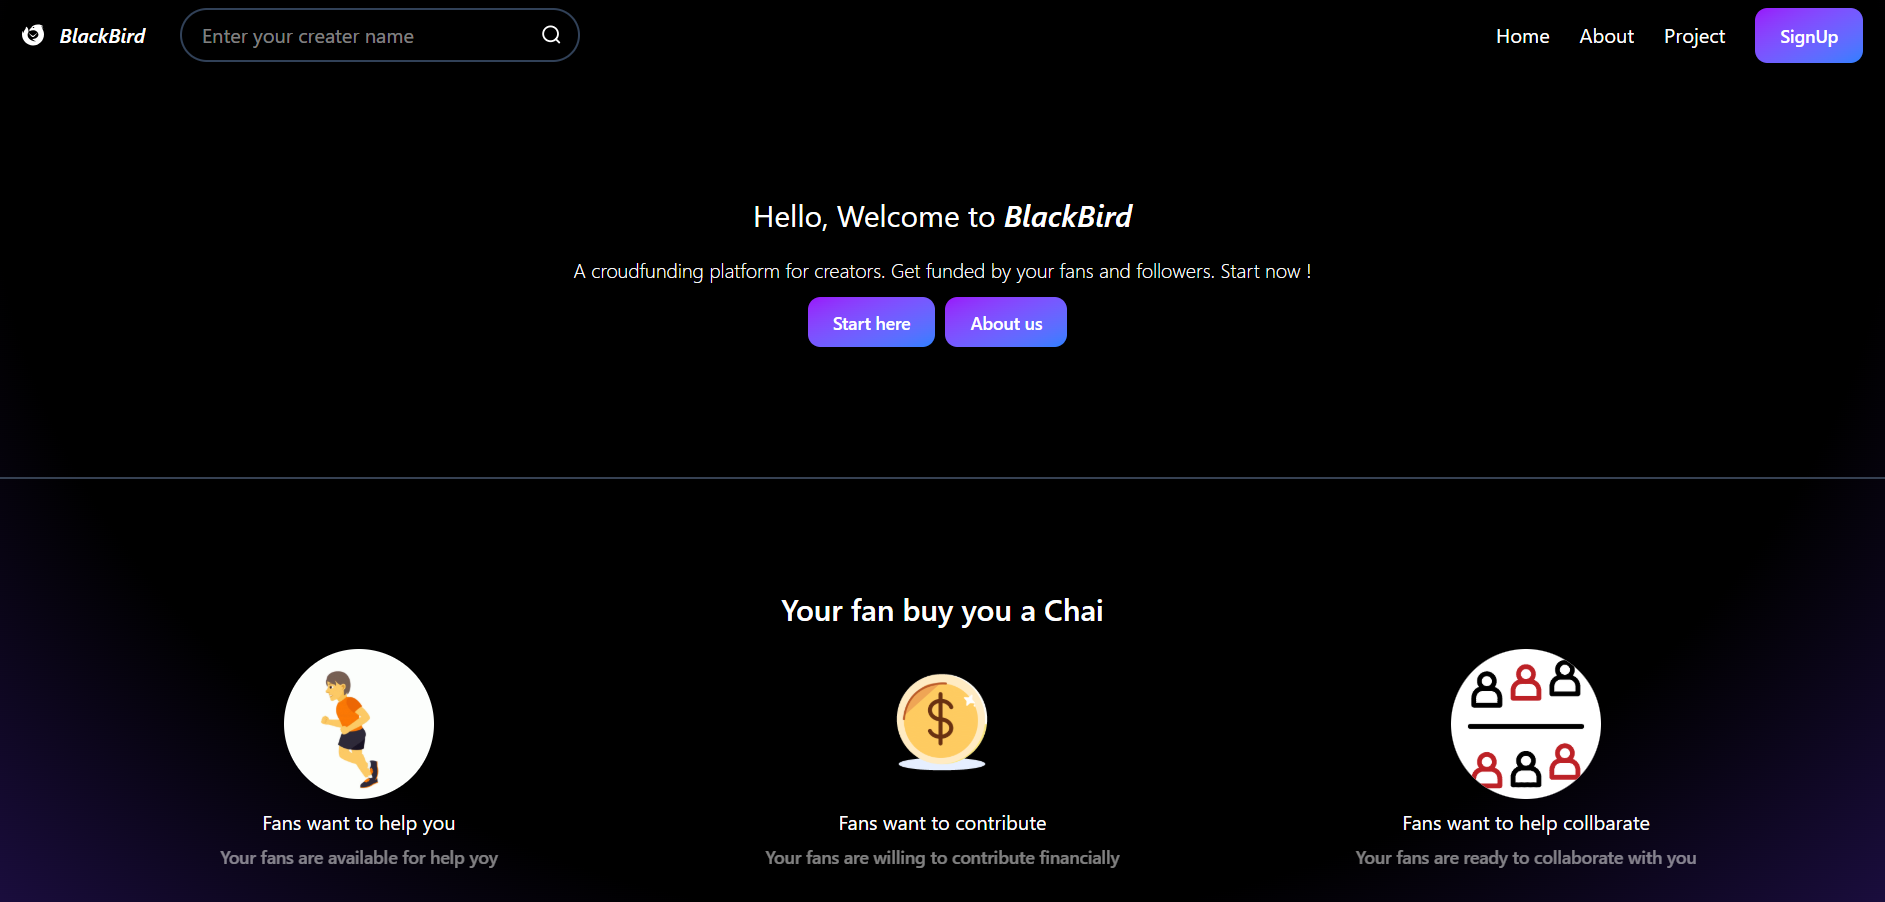 BlackBird
Enter your creater name
Home
About
Project
SignUp
Hello, Welcome to BlackBird
A croudfunding platform for creators. Get funded by your fans and followers. Start now !
Start here
About us
Your fan buy you a Chai
$
Fans want to help you
Your fans are available for help yoy
Fans want to contribute
Your fans are willing to contribute financially
Fans want to help collbarate
Your fans are ready to collaborate with you